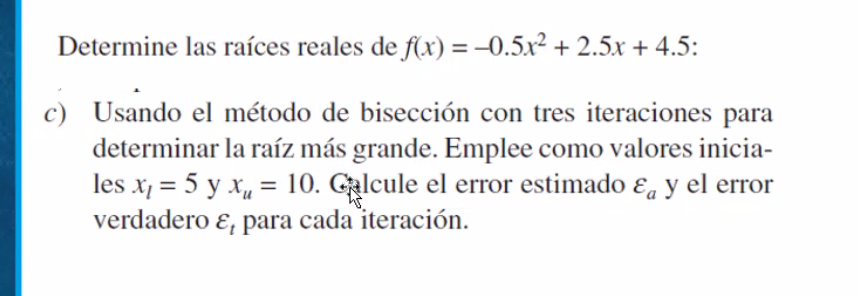 Determine las raíces reales de f(x) = –0.5x² + 2.5x + 4.5:
c) Usando el método de bisección con tres iteraciones para
determinar la raíz más grande. Emplee como valores inicia-
les xₗ = 5 y xᵤ = 10. Calcule el error estimado εₐ y el error
verdadero εₜ para cada iteración.